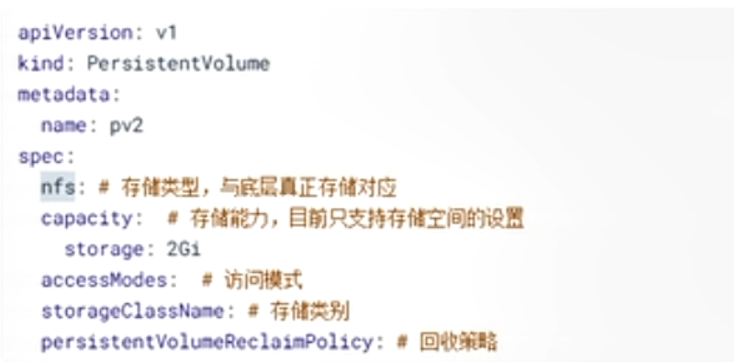 apiVersion: v1
kind: PersistentVolume
metadata:
  name: pv2
spec:
  nfs: # 存储类型，与底层真正存储对应
  capacity:  # 存储能力，目前只支持存储空间的设置
    storage: 2Gi
  accessModes:  # 访问模式
  storageClassName: # 存储类别
  persistentVolumeReclaimPolicy: # 回收策略